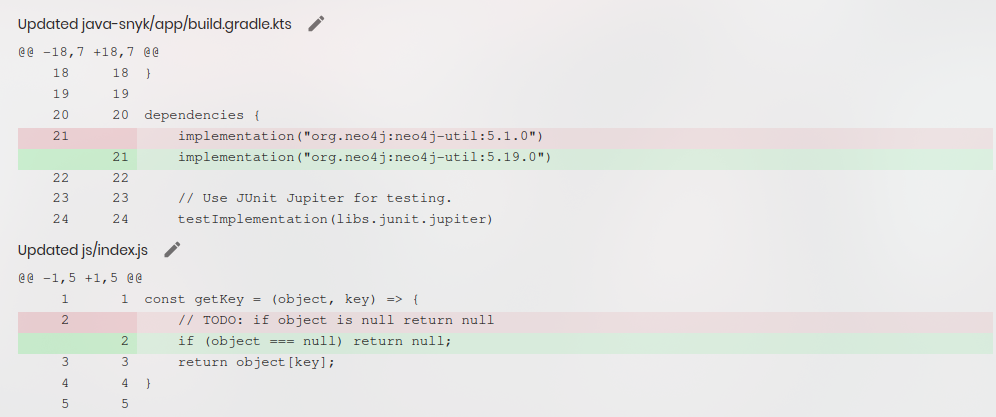 Updated java-snyk/app/build.gradle.kts
@@ -18,7 +18,7 @@
18 18 }
19 19
20 20 dependencies {
21 implementation("org.neo4j:neo4j-util:5.1.0")
21 implementation("org.neo4j:neo4j-util:5.19.0")
22 22
23 23 // Use JUnit Jupiter for testing.
24 24 testImplementation(libs.junit.jupiter)
Updated js/index.js
@@ -1,5 +1,5 @@
1 1 const getKey = (object, key) => {
2 // TODO: if object is null return null
2 if (object === null) return null;
3 3 return object[key];
4 4 }
5 5